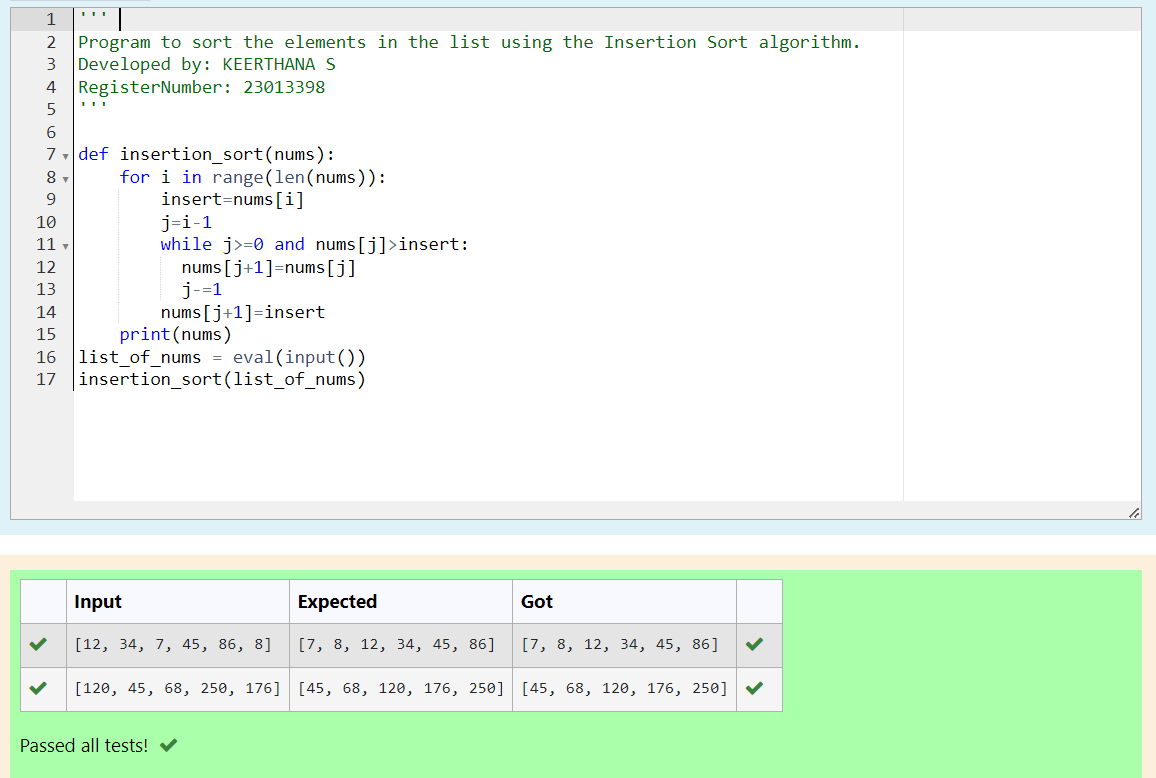 1 '''
2 Program to sort the elements in the list using the Insertion Sort algorithm.
3 Developed by: KEERTHANA S
4 RegisterNumber: 23013398
5 '''
6
7 def insertion_sort(nums):
8     for i in range(len(nums)):
9         insert=nums[i]
10         j=i-1
11         while j>=0 and nums[j]>insert:
12           nums[j+1]=nums[j]
13           j-=1
14         nums[j+1]=insert
15     print(nums)
16 list_of_nums = eval(input())
17 insertion_sort(list_of_nums)
Input Expected Got
[12, 34, 7, 45, 86, 8] [7, 8, 12, 34, 45, 86] [7, 8, 12, 34, 45, 86]
[120, 45, 68, 250, 176] [45, 68, 120, 176, 250] [45, 68, 120, 176, 250]
Passed all tests!